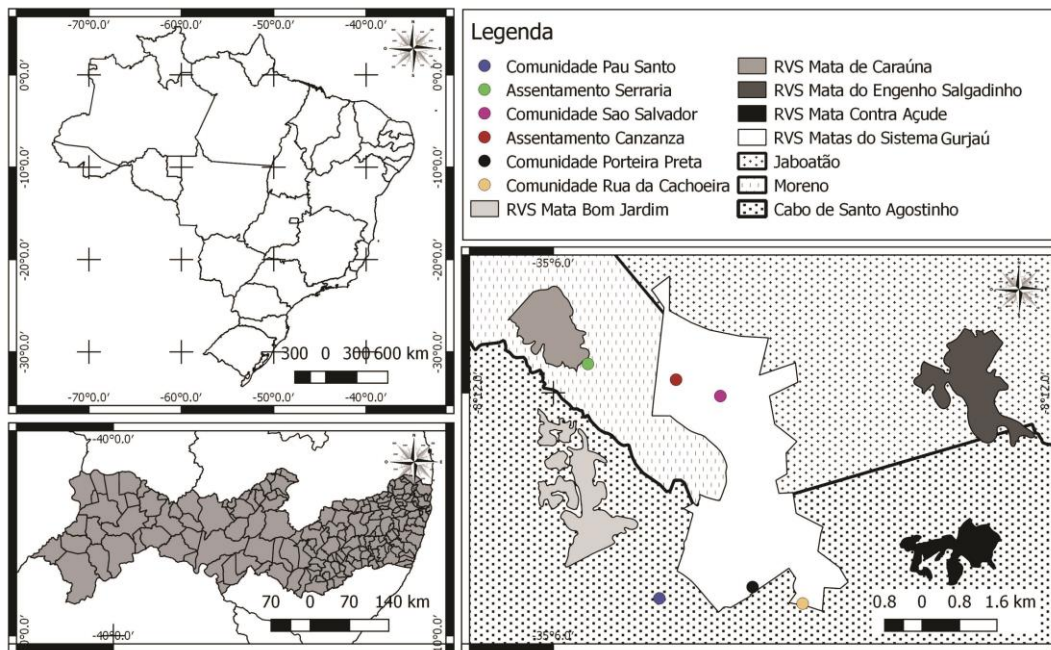 -70°0.0' -60°0.0' -50°0.0' -40°0.0'
0°0.0' 0°0.0'
-10°0.0' -10°0.0'
-20°0.0' -20°0.0'
-30°0.0' -30°0.0'
300 0 300 600 km
-70°0.0' -60°0.0' -50°0.0' -40°0.0'
Legenda
Comunidade Pau Santo
Assentamento Serraria
Comunidade Sao Salvador
Assentamento Canzanza
Comunidade Porteira Preta
Comunidade Rua da Cachoeira
RVS Mata Bom Jardim
RVS Mata de Caraúna
RVS Mata do Engenho Salgadinho
RVS Mata Contra Açude
RVS Matas do Sistema Gurjaú
Jaboatão
Moreno
Cabo de Santo Agostinho
-40°0.0'
70 0 70 140 km
-40°0.0'
-35°6.0'
-8°12.0' -8°12.0'
0.8 0 0.8 1.6 km
-35°6.0'